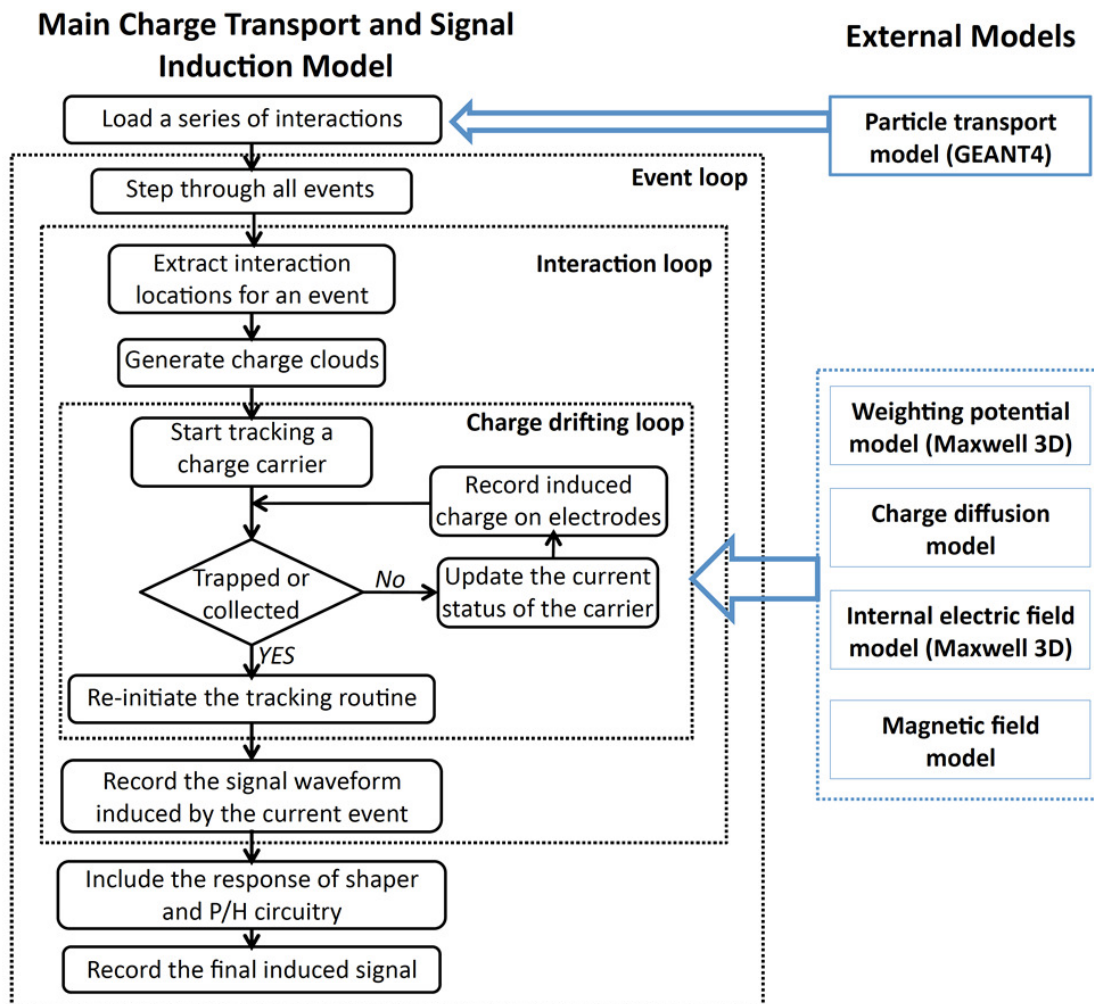 Main Charge Transport and Signal
Induction Model
External Models
Load a series of interactions
Particle transport
model (GEANT4)
Event loop
Step through all events
Interaction loop
Extract interaction
locations for an event
Generate charge clouds
Charge drifting loop
Start tracking a
charge carrier
Record induced
charge on electrodes
Trapped or
collected
No
Update the current
status of the carrier
YES
Re-initiate the tracking routine
Record the signal waveform
induced by the current event
Include the response of shaper
and P/H circuitry
Record the final induced signal
Weighting potential
model (Maxwell 3D)
Charge diffusion
model
Internal electric field
model (Maxwell 3D)
Magnetic field
model